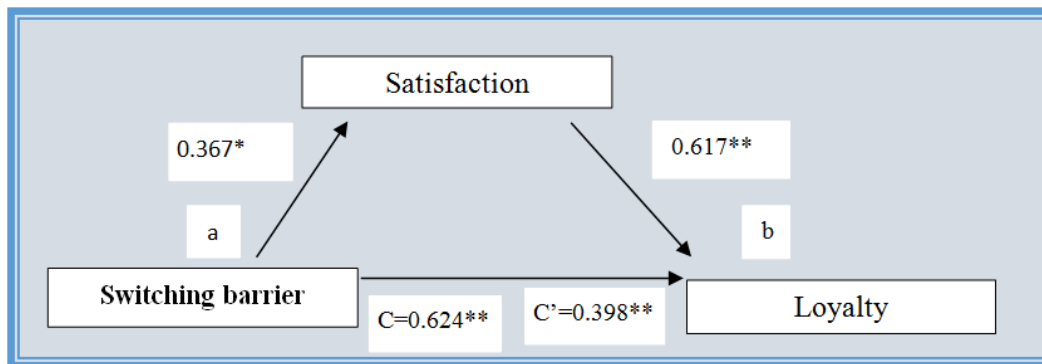 Satisfaction
0.367*
0.617**
a
b
Switching barrier
C=0.624**
C’=0.398**
Loyalty